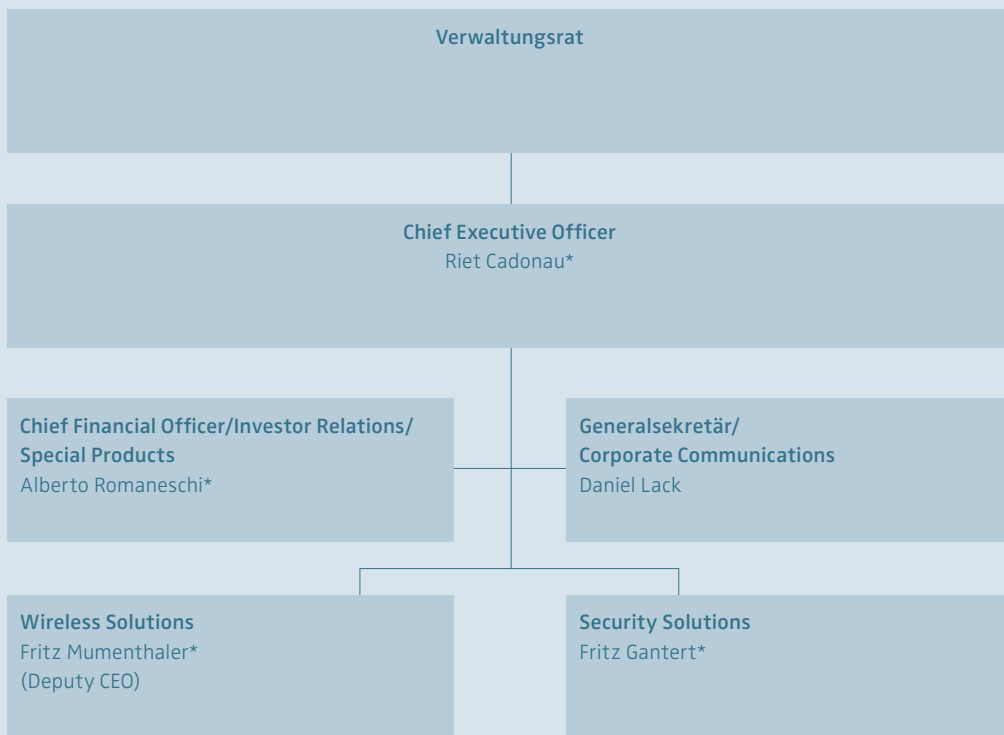 Verwaltungsrat
Chief Executive Officer
Riet Cadonau*
Chief Financial Officer/Investor Relations/
Special Products
Alberto Romaneschi*
Generalsekretär/
Corporate Communications
Daniel Lack
Wireless Solutions
Fritz Mumenthaler*
(Deputy CEO)
Security Solutions
Fritz Gantert*